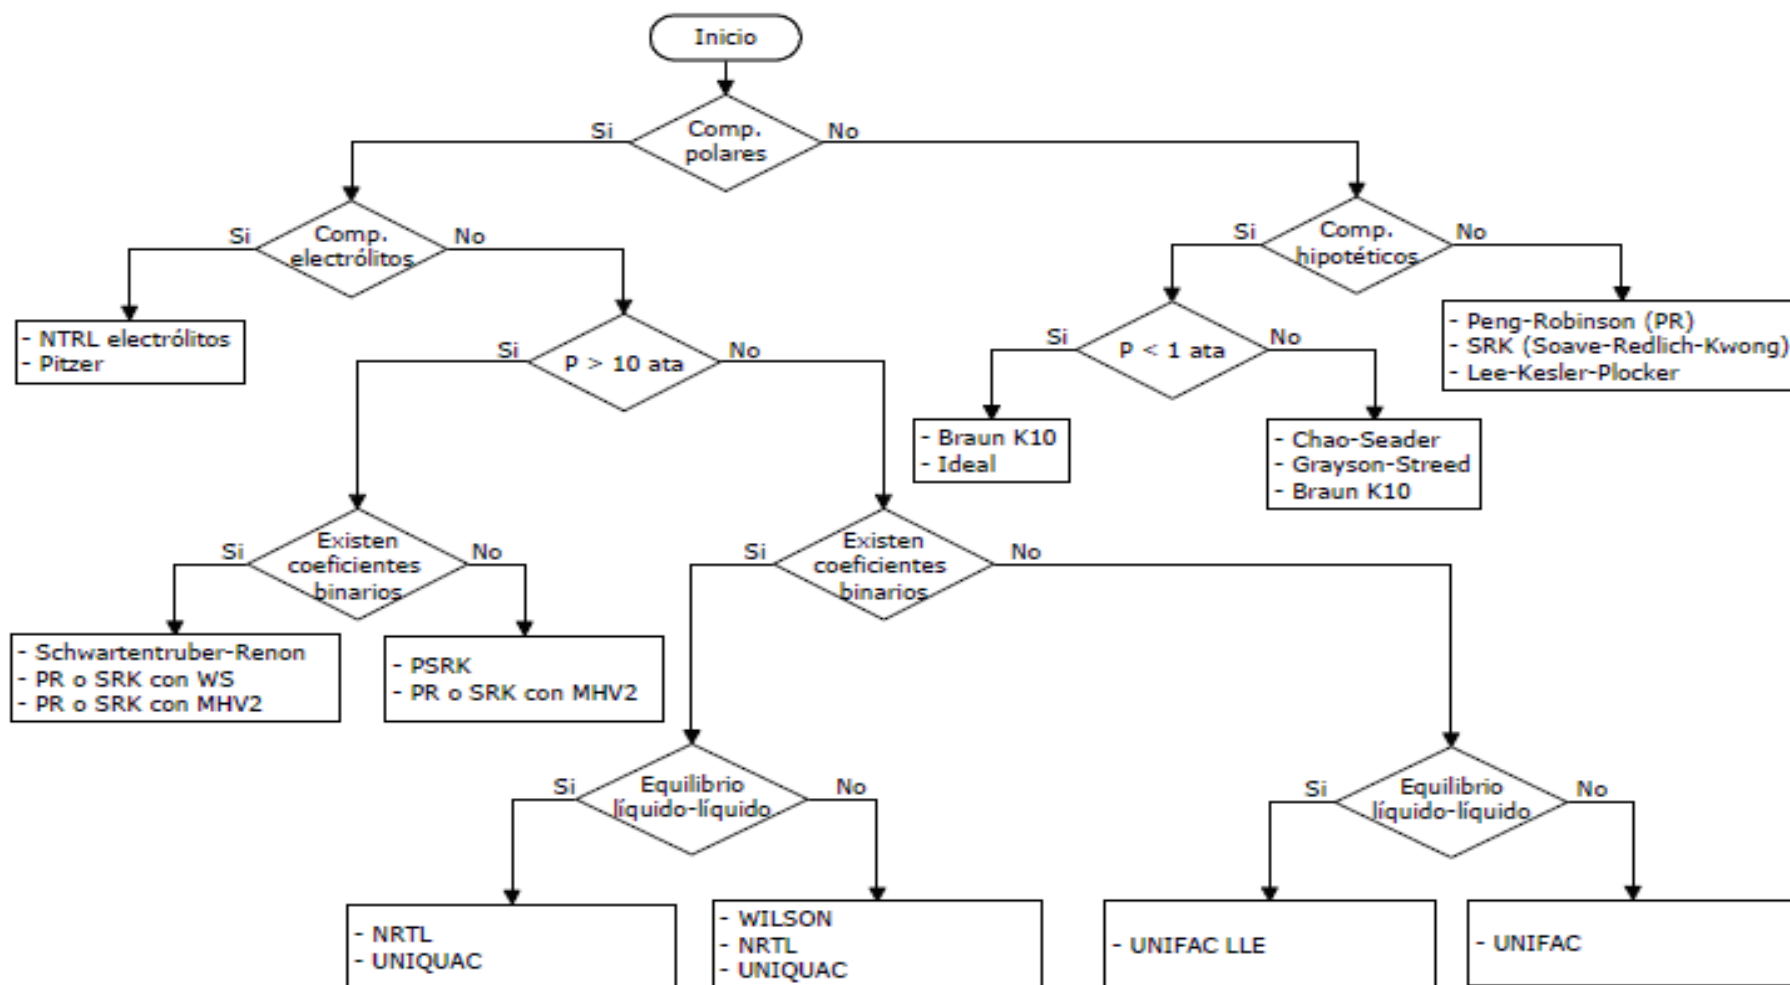 Inicio
Comp.
polares
Si
No
Comp.
electrólitos
Si
No
Comp.
hipotéticos
Si
No
- NTRL electrólitos
- Pitzer
P > 10 ata
Si
No
P < 1 ata
Si
No
- Peng-Robinson (PR)
- SRK (Soave-Redlich-Kwong)
- Lee-Kesler-Plocker
- Braun K10
- Ideal
- Chao-Seader
- Grayson-Streed
- Braun K10
Existen
coeficientes
binarios
Si
No
Existen
coeficientes
binarios
Si
No
- Schwartentruber-Renon
- PR o SRK con WS
- PR o SRK con MHV2
- PSRK
- PR o SRK con MHV2
Equilibrio
líquido-líquido
Si
No
Equilibrio
líquido-líquido
Si
No
- NRTL
- UNIQUAC
- WILSON
- NRTL
- UNIQUAC
- UNIFAC LLE
- UNIFAC